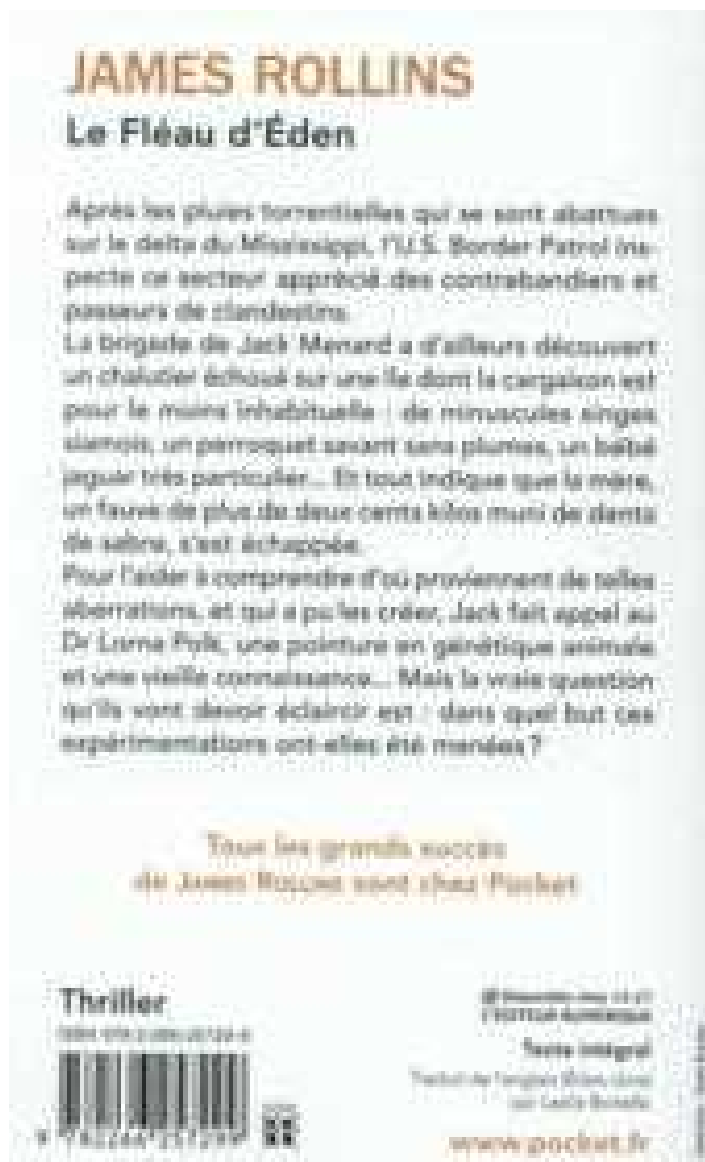 JAMES ROLLINS
Le Fléau d'Éden
Après les pluies torrentielles qui se sont abattues
sur le delta du Mississippi, l'U.S. Border Patrol ins-
pecte ce secteur apprécié des contrebandiers et
passeurs de clandestins.
La brigade de Jack Menard a d'ailleurs découvert
un chalutier échoué sur une île dont la cargaison est
pour le moins inhabituelle : de minuscules singes
siamois, un perroquet savant sans plumes, un bébé
jaguar très particulier... Et tout indique que la mère,
un fauve de plus de deux cents kilos muni de dents
de sabre, s'est échappée.
Pour l'aider à comprendre d'où proviennent de telles
aberrations, et qui a pu les créer, Jack fait appel au
Dr Lorna Polk, une pointure en génétique animale
et une vieille connaissance... Mais la vraie question
qu'ils vont devoir éclaircir est : dans quel but ces
expérimentations ont-elles été menées ?
Tous les grands succès
de James Rollins sont chez Pocket
Thriller
Texte intégral
Traduit de l'anglais
www.pocket.fr